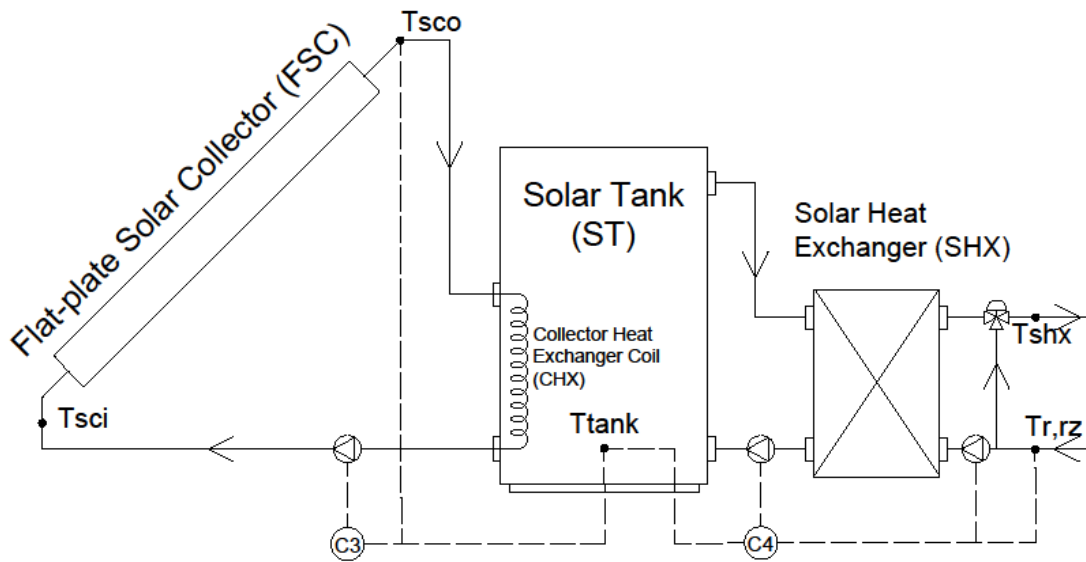 Tsco
Flat-plate Solar Collector (FSC)
Solar Tank
(ST)
Solar Heat
Exchanger (SHX)
Collector Heat
Exchanger Coil
(CHX)
Tshx
Tsci
Ttank
Tr,rz
C3
C4